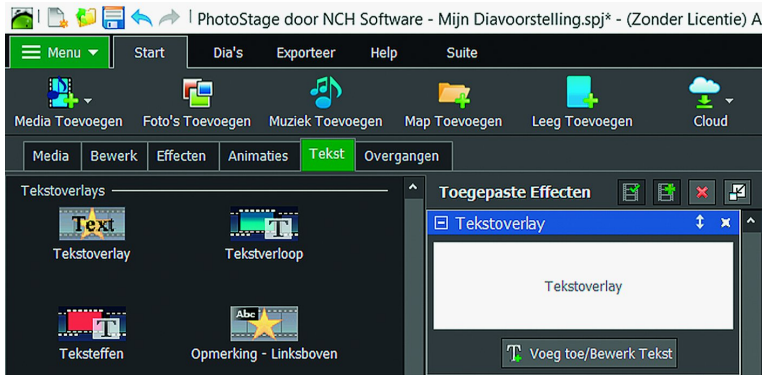 PhotoStage door NCH Software - Mijn Diavoorstelling.spj* - (Zonder Licentie) A
Menu Start Dia's Exporteer Help Suite
Media Toevoegen Foto's Toevoegen Muziek Toevoegen Map Toevoegen Leeg Toevoegen Cloud
Media Bewerk Effecten Animaties Tekst Overgangen
Tekstoverlays
Toegepaste Effecten
Text
T
Tekstoverlay
Tekstoverlay Tekstverloop
Tekstoverlay
Abc
T
Teksteffen Opmerking - Linksboven
T Voeg toe/Bewerk Tekst